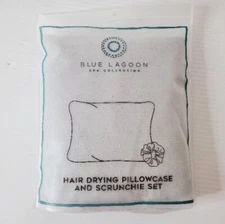 BLUE LAGOON
SPA COLLECTION
HAIR DRYING PILLOWCASE
AND SCRUNCHIE SET